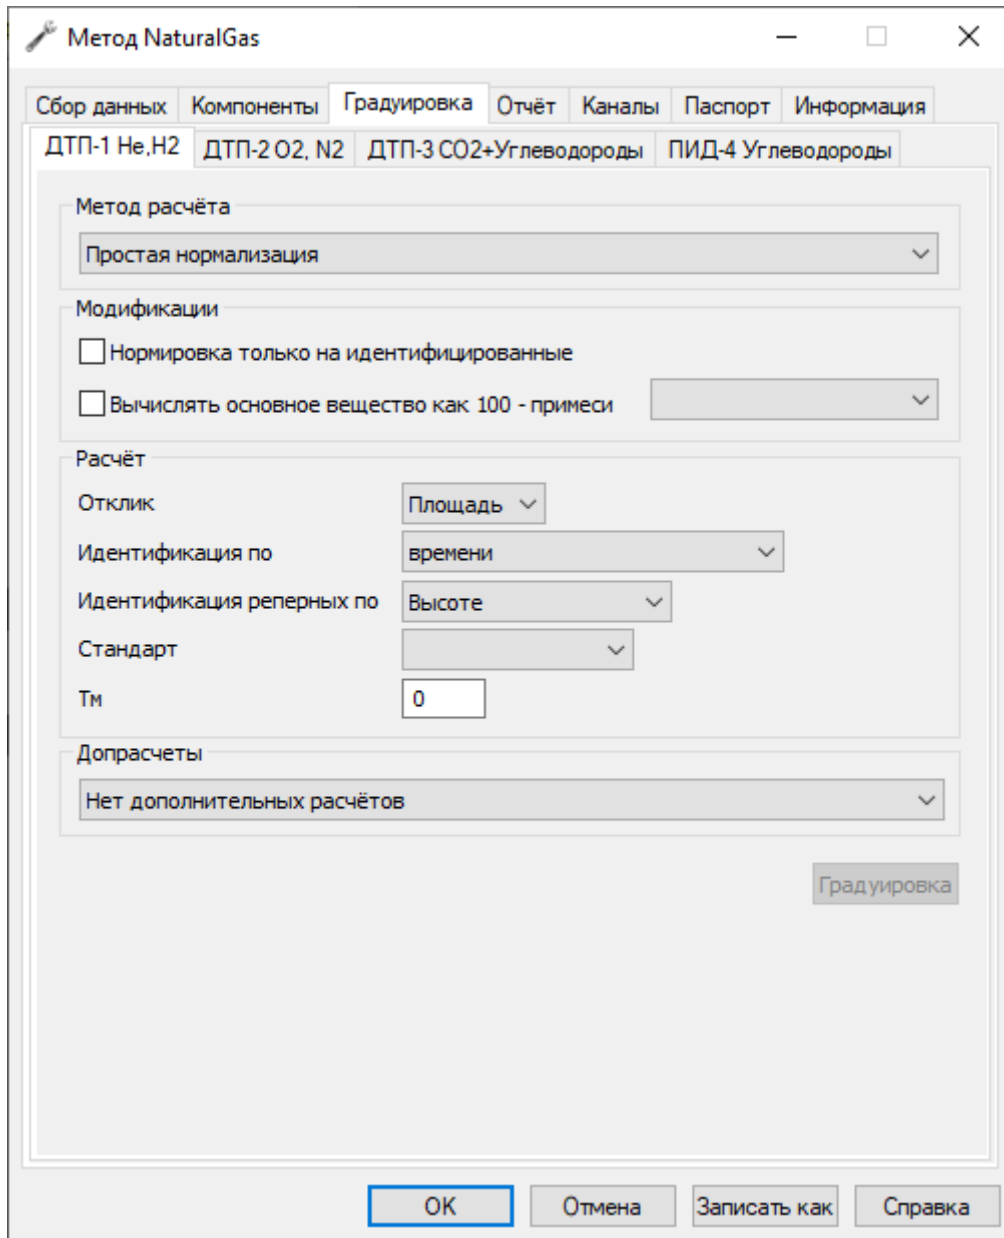 Метод NaturalGas
Сбор данных Компоненты Градуировка Отчёт Каналы Паспорт Информация
ДТП-1 He,H2 ДТП-2 O2, N2 ДТП-3 CO2+Углеводороды ПИД-4 Углеводороды
Метод расчёта
Простая нормализация
Модификации
Нормировка только на идентифицированные
Вычислять основное вещество как 100 - примеси
Расчёт
Отклик Площадь
Идентификация по времени
Идентификация реперных по Высоте
Стандарт
Тм 0
Допрасчеты
Нет дополнительных расчётов
Градуировка
ОК Отмена Записать как Справка